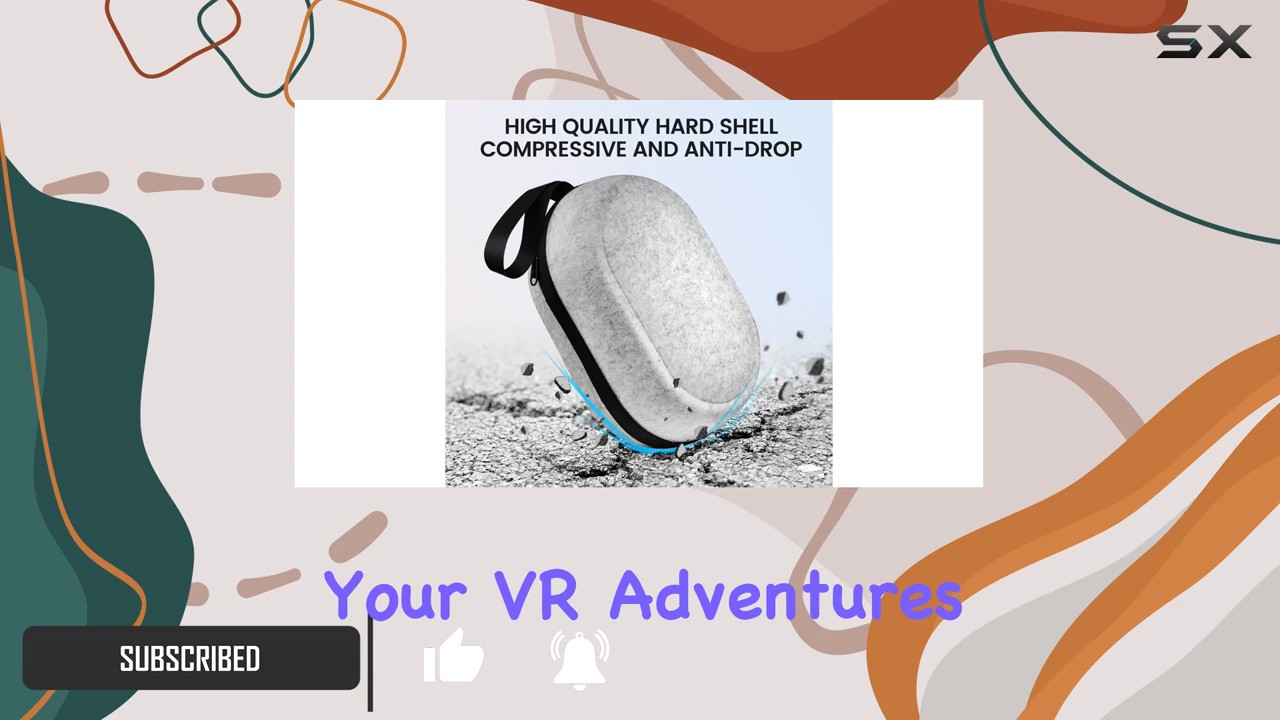 SX
HIGH QUALITY HARD SHELL
COMPRESSIVE AND ANTI-DROP
Your VR Adventures
SUBSCRIBED